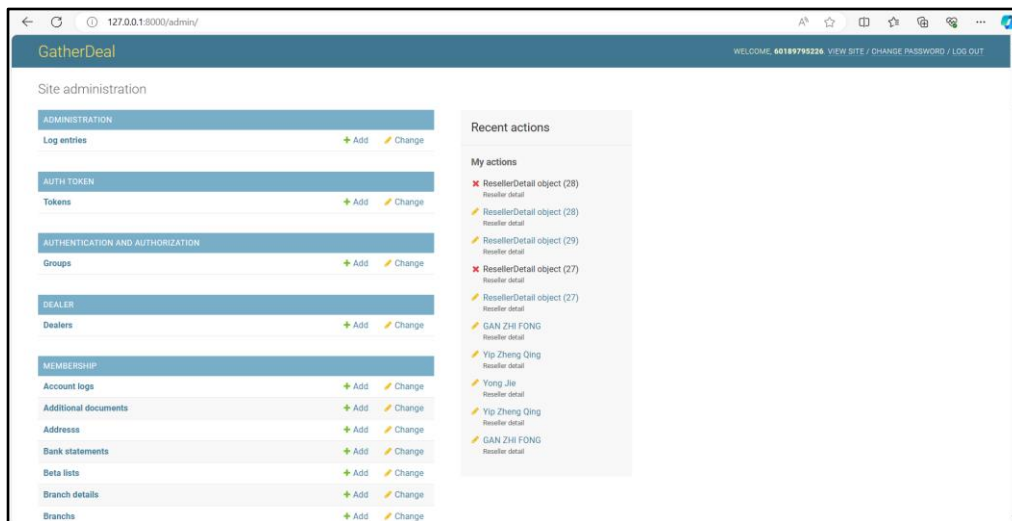 127.0.0.1:8000/admin/
GatherDeal
WELCOME, 60189795226. VIEW SITE / CHANGE PASSWORD / LOG OUT
Site administration
ADMINISTRATION
Log entries + Add Change
AUTH TOKEN
Tokens + Add Change
AUTHENTICATION AND AUTHORIZATION
Groups + Add Change
DEALER
Dealers + Add Change
MEMBERSHIP
Account logs + Add Change
Additional documents + Add Change
Addresss + Add Change
Bank statements + Add Change
Beta lists + Add Change
Branch details + Add Change
Branchs + Add Change
Recent actions
My actions
ResellerDetail object (28)
Reseller detail
ResellerDetail object (28)
Reseller detail
ResellerDetail object (29)
Reseller detail
ResellerDetail object (27)
Reseller detail
ResellerDetail object (27)
Reseller detail
GAN ZHI FONG
Reseller detail
Yip Zheng Qing
Reseller detail
Yong Jie
Reseller detail
Yip Zheng Qing
Reseller detail
GAN ZHI FONG
Reseller detail